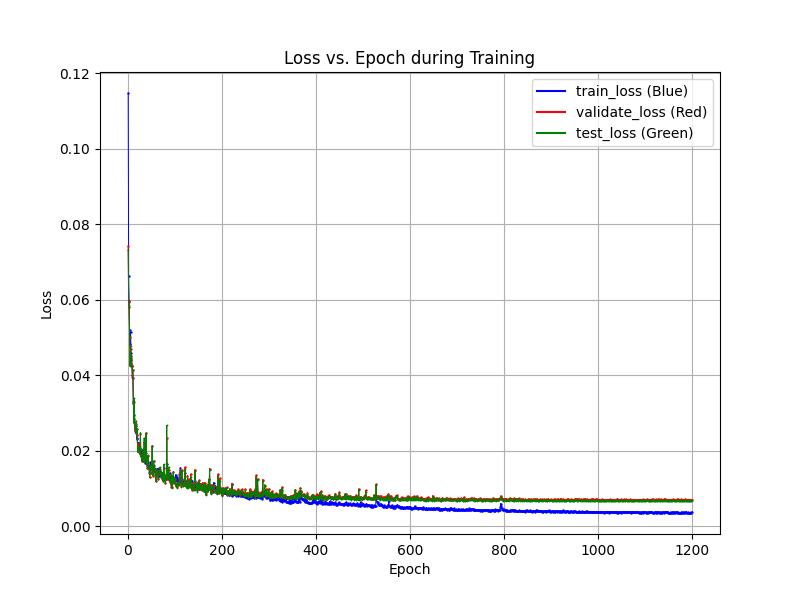 Loss vs. Epoch during Training
train_loss (Blue)
validate_loss (Red)
test_loss (Green)
Loss
0.12
0.10
0.08
0.06
0.04
0.02
0.00
0 200 400 600 800 1000 1200
Epoch